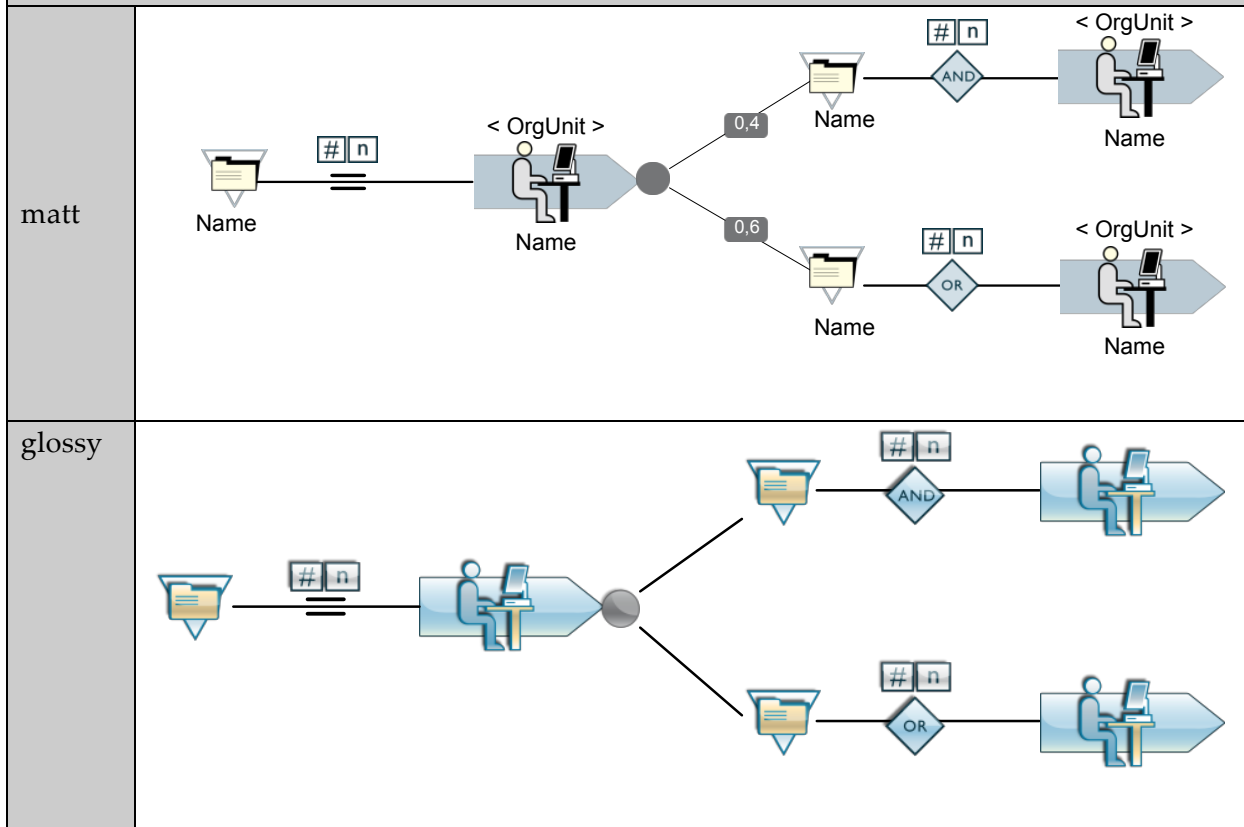 matt
# n
Name
< OrgUnit >
Name
0,4
0,6
Name
# n
AND
< OrgUnit >
Name
Name
# n
OR
< OrgUnit >
Name
glossy
# n
# n
AND
# n
OR